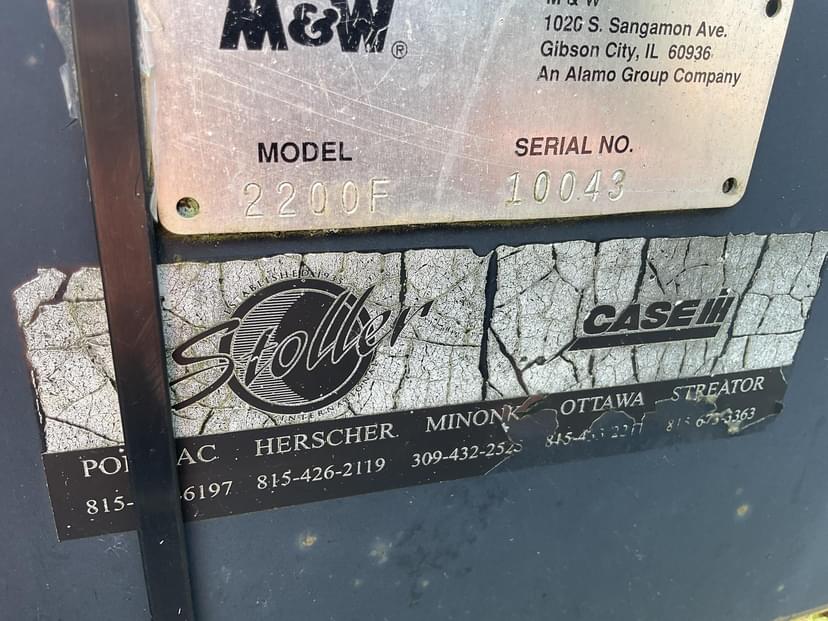 M&W®
M & W
1020 S. Sangamon Ave.
Gibson City, IL 60936
An Alamo Group Company
MODEL
2200F
SERIAL NO.
10043
ESTABLISHED
Stoller
CASE IH
HERSCHER
815-426-2119
MINONK
OTTAWA
STREATOR